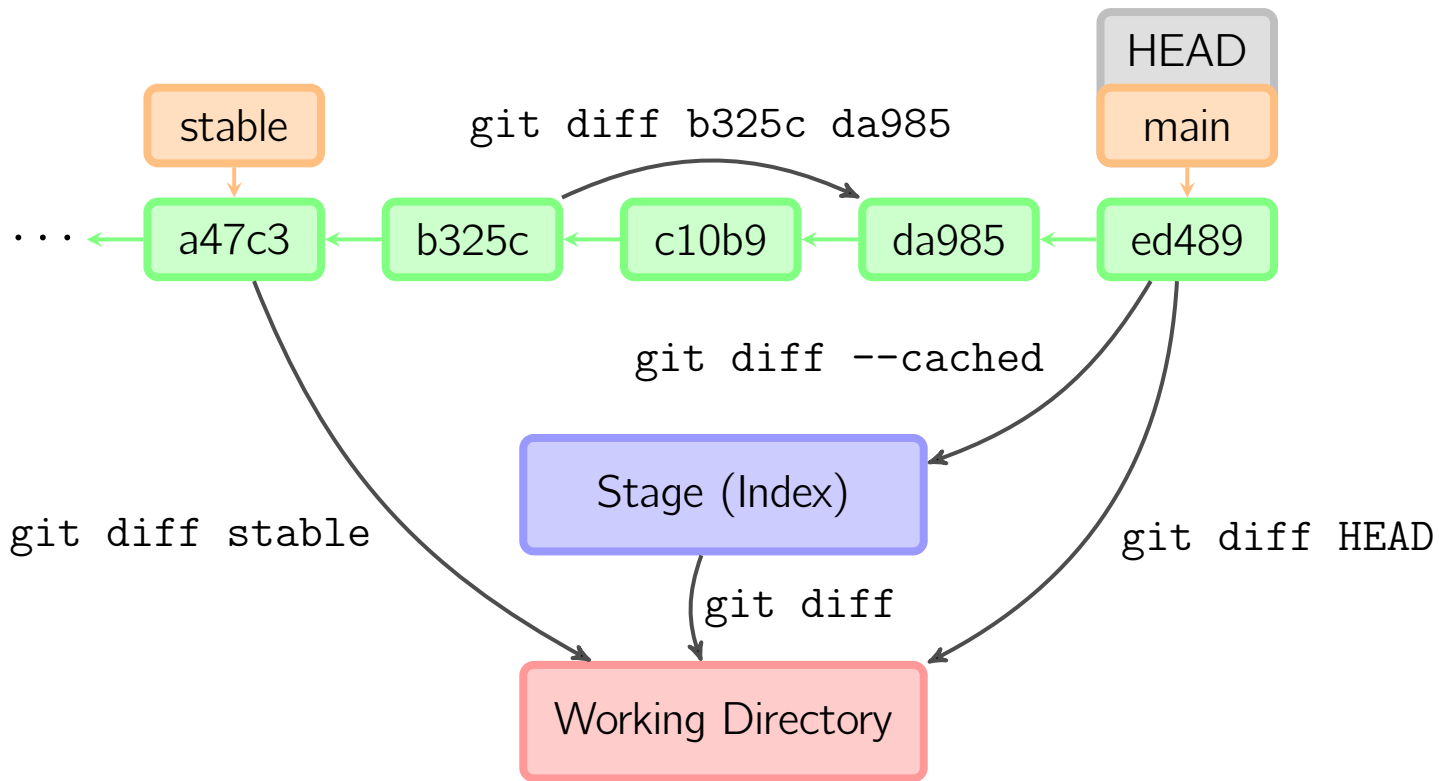 HEAD
stable
git diff b325c da985
main
...
a47c3
b325c
c10b9
da985
ed489
git diff --cached
Stage (Index)
git diff stable
git diff HEAD
git diff
Working Directory